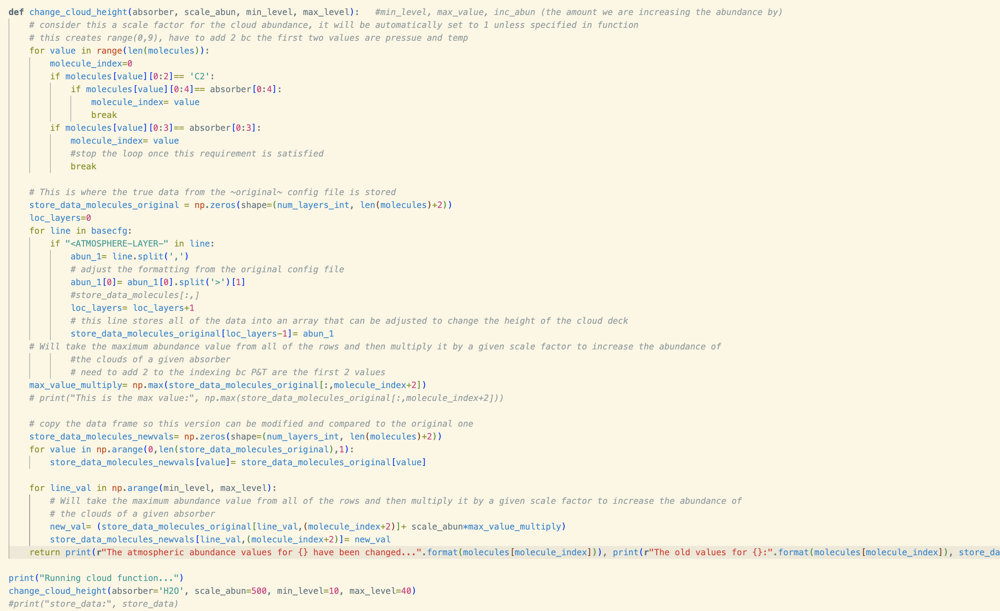 def change_cloud_height(absorber, scale_abun, min_level, max_level):   #min_level, max_value, inc_abun (the amount we are increasing the abundance by)
    # consider this a scale factor for the cloud abundance, it will be automatically set to 1 unless specified in function
    # this creates range(0,9), have to add 2 bc the first two values are pressue and temp
    for value in range(len(molecules)):
        molecule_index=0
        if molecules[value][0:2]== 'C2':
            if molecules[value][0:4]== absorber[0:4]:
                molecule_index= value
                break
        if molecules[value][0:3]== absorber[0:3]:
            molecule_index= value
            #stop the loop once this requirement is satisfied
            break
    # This is where the true data from the ~original~ config file is stored
    store_data_molecules_original = np.zeros(shape=(num_layers_int, len(molecules)+2))
    loc_layers=0
    for line in basecfg:
        if "<ATMOSPHERE-LAYER-" in line:
            abun_1= line.split(',')
            # adjust the formatting from the original config file
            abun_1[0]= abun_1[0].split('>')[1]
            #store_data_molecules[:,]
            loc_layers= loc_layers+1
            # this line stores all of the data into an array that can be adjusted to change the height of the cloud deck
            store_data_molecules_original[loc_layers-1]= abun_1
    # Will take the maximum abundance value from all of the rows and then multiply it by a given scale factor to increase the abundance of
            #the clouds of a given absorber
            # need to add 2 to the indexing bc P&T are the first 2 values
    max_value_multiply= np.max(store_data_molecules_original[:,molecule_index+2])
    # print("This is the max value:", np.max(store_data_molecules_original[:,molecule_index+2]))
    # copy the data frame so this version can be modified and compared to the original one
    store_data_molecules_newvals= np.zeros(shape=(num_layers_int, len(molecules)+2))
    for value in np.arange(0,len(store_data_molecules_original),1):
        store_data_molecules_newvals[value]= store_data_molecules_original[value]
    for line_val in np.arange(min_level, max_level):
        # Will take the maximum abundance value from all of the rows and then multiply it by a given scale factor to increase the abundance of
        # the clouds of a given absorber
        new_val= (store_data_molecules_original[line_val,(molecule_index+2)]+ scale_abun*max_value_multiply)
        store_data_molecules_newvals[line_val,(molecule_index+2)]= new_val
    return print(r"The atmospheric abundance values for {} have been changed...".format(molecules[molecule_index])), print(r"The old values for {}:".format(molecules[molecule_index]), store_da
print("Running cloud function...")
change_cloud_height(absorber='H2O', scale_abun=500, min_level=10, max_level=40)
#print("store_data:", store_data)